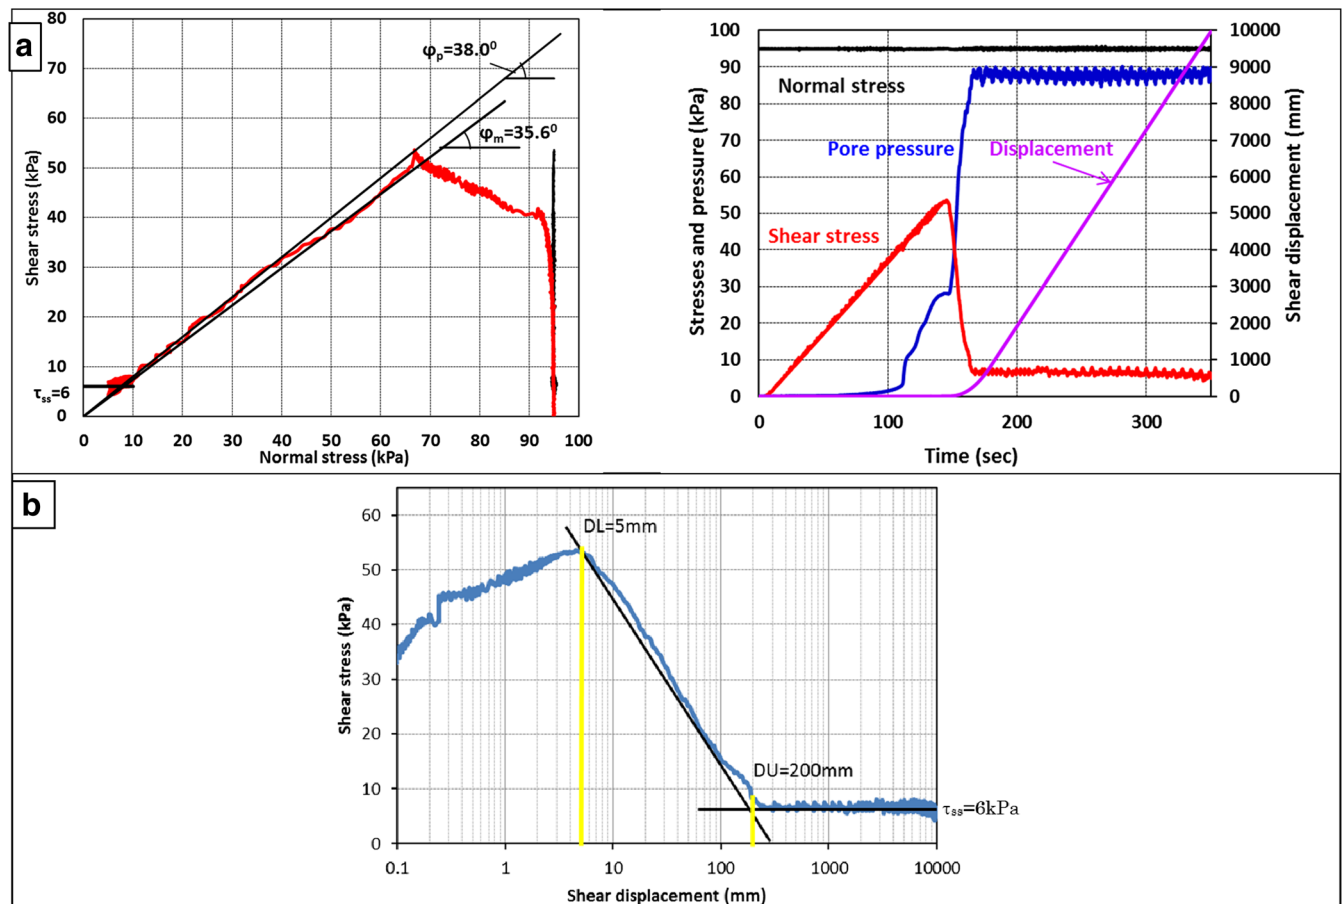 a
80
70
60
50
40
30
20
10
0
Shear stress (kPa)
φp=38.0⁰
φm=35.6⁰
τss=6
0 10 20 30 40 50 60 70 80 90 100
Normal stress (kPa)
100
90
80
70
60
50
40
30
20
10
0
Stresses and pressure (kPa)
Normal stress
Pore pressure
Displacement
Shear stress
10000
9000
8000
7000
6000
5000
4000
3000
2000
1000
0
Shear displacement (mm)
0 100 200 300
Time (sec)
b
60
50
40
30
20
10
0
Shear stress (kPa)
DL=5mm
DU=200mm
τss=6kPa
0.1 1 10 100 1000 10000
Shear displacement (mm)